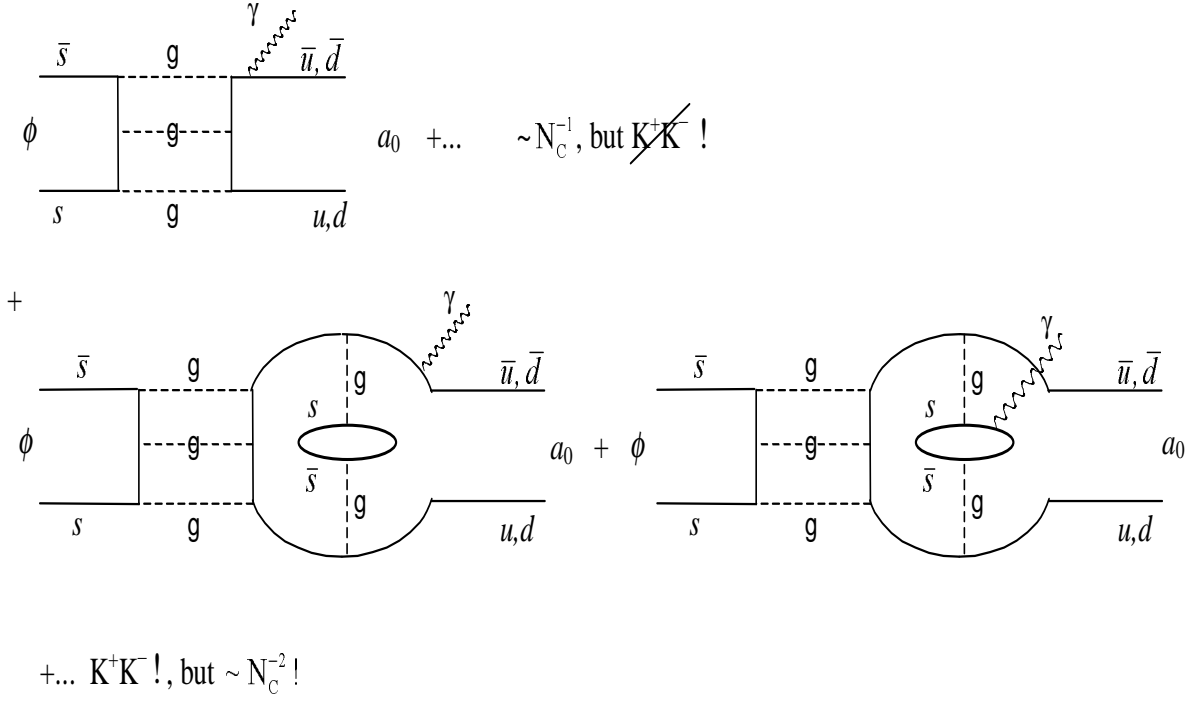 γ
s̄ g ū, d̄
ϕ g a₀ +... ~N_C^{−1}, but K⁺K⁻ !
s g u,d
+
γ γ
s̄ g g ū, d̄ s̄ g g ū, d̄
s s
ϕ g a₀ + ϕ g a₀
s̄ s̄
s g g u,d s g g u,d
+... K⁺K⁻ !, but ~ N_C^{−2} !